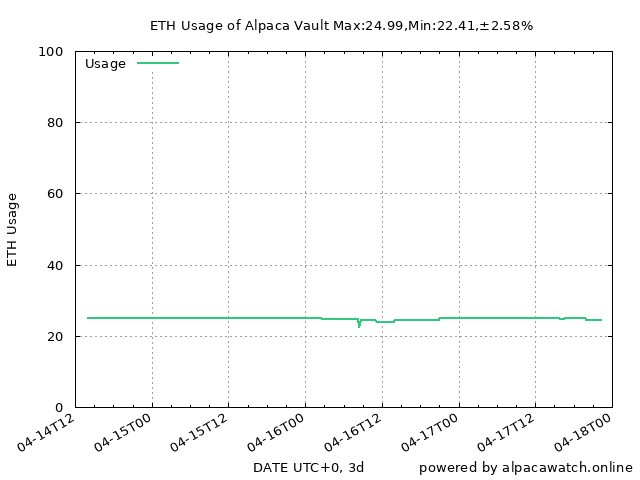 ETH Usage of Alpaca Vault Max:24.99,Min:22.41,±2.58%
Usage
100
80
60
40
20
0
ETH Usage
04-14T12
04-15T00
04-15T12
04-16T00
04-16T12
04-17T00
04-17T12
04-18T00
DATE UTC+0, 3d
powered by alpacawatch.online